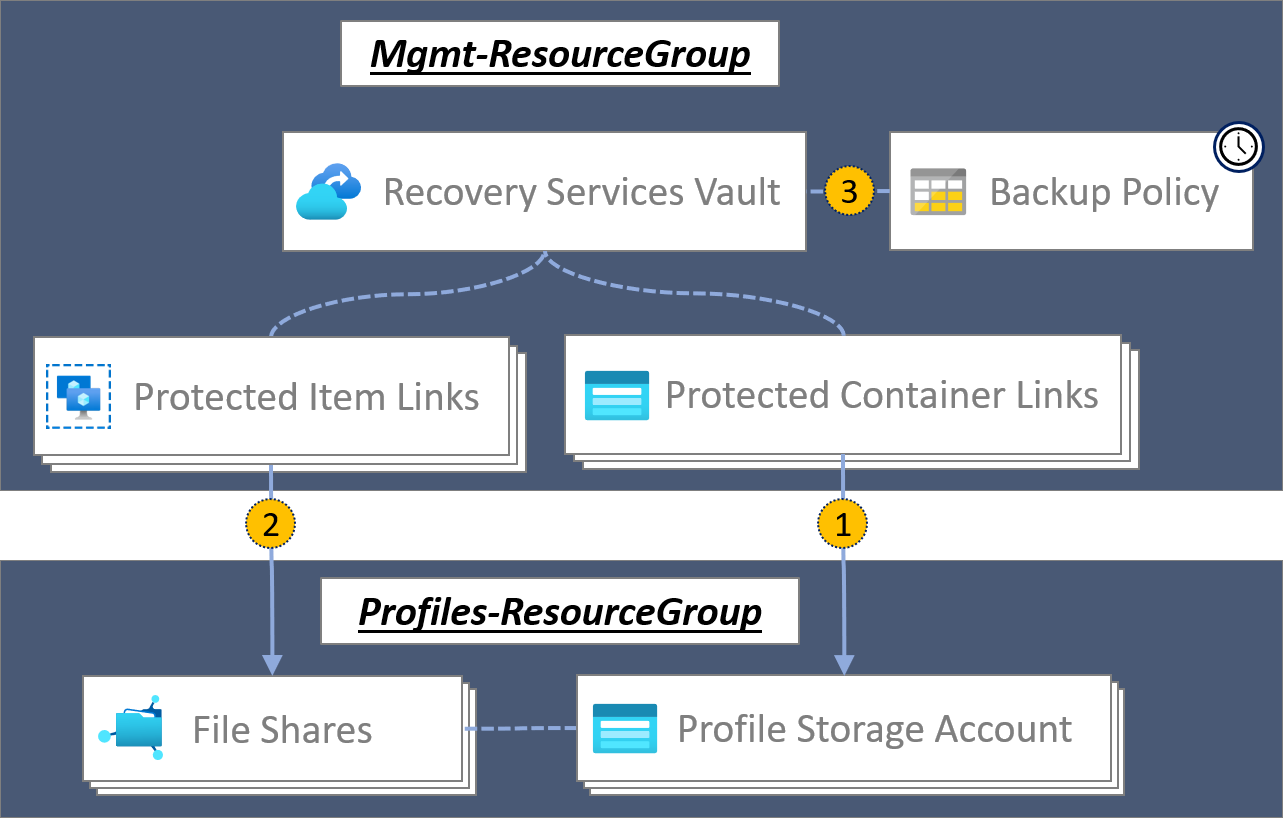 Mgmt-ResourceGroup
Recovery Services Vault
3
Backup Policy
Protected Item Links
Protected Container Links
2
1
Profiles-ResourceGroup
File Shares
Profile Storage Account